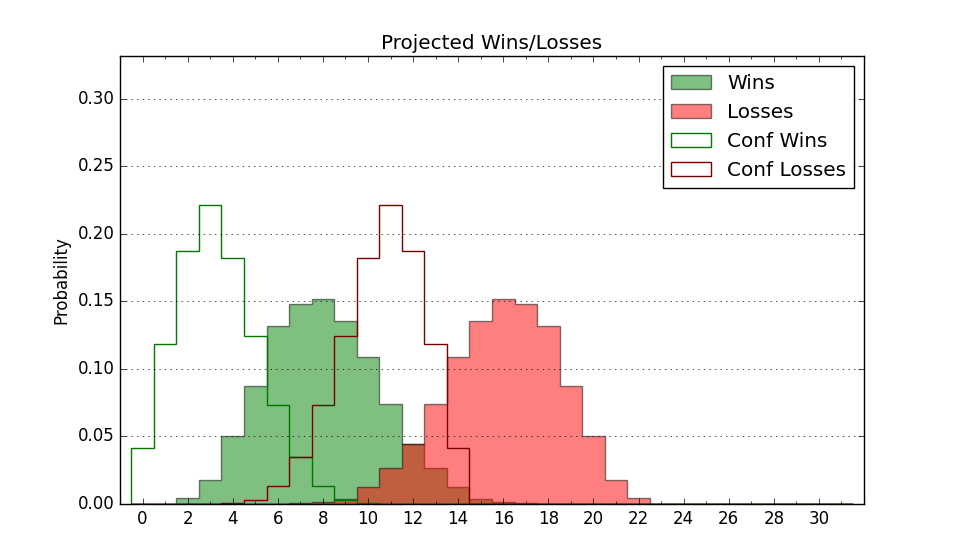 Projected Wins/Losses
Wins
Losses
Conf Wins
Conf Losses
Probability
0.30
0.25
0.20
0.15
0.10
0.05
0.00
0 2 4 6 8 10 12 14 16 18 20 22 24 26 28 30